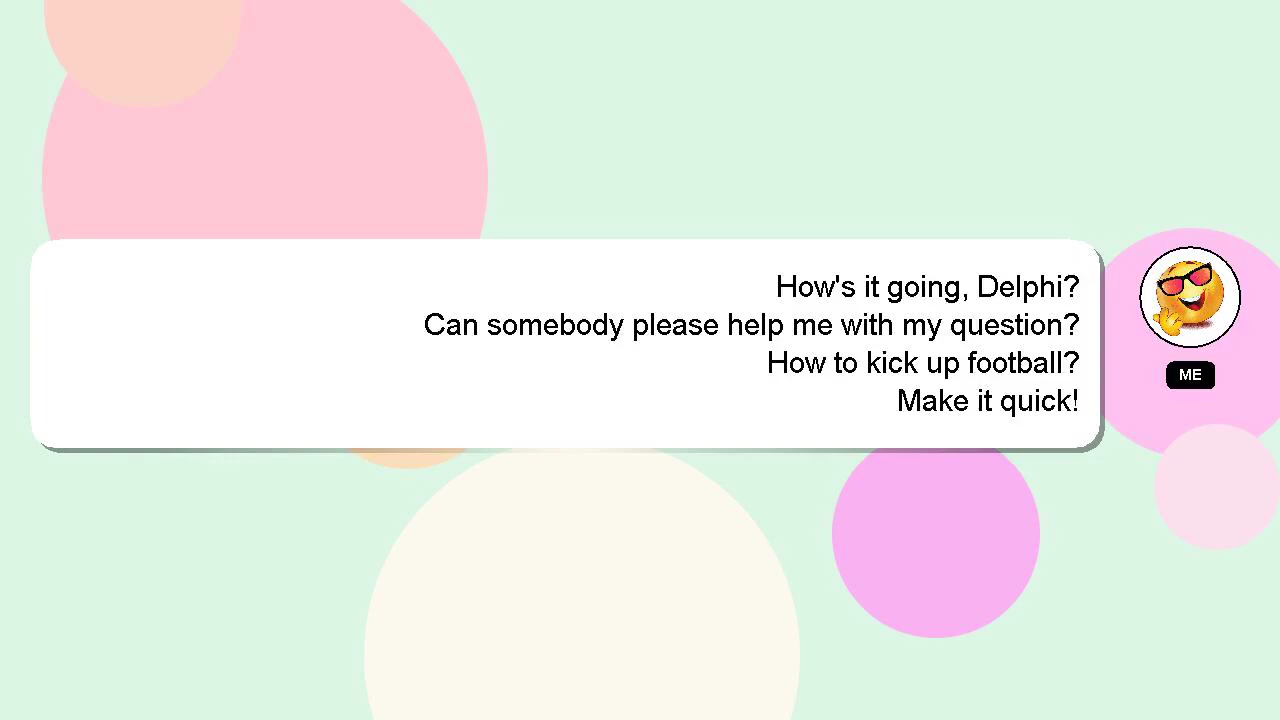 How's it going, Delphi?
Can somebody please help me with my question?
How to kick up football?
Make it quick!
ME